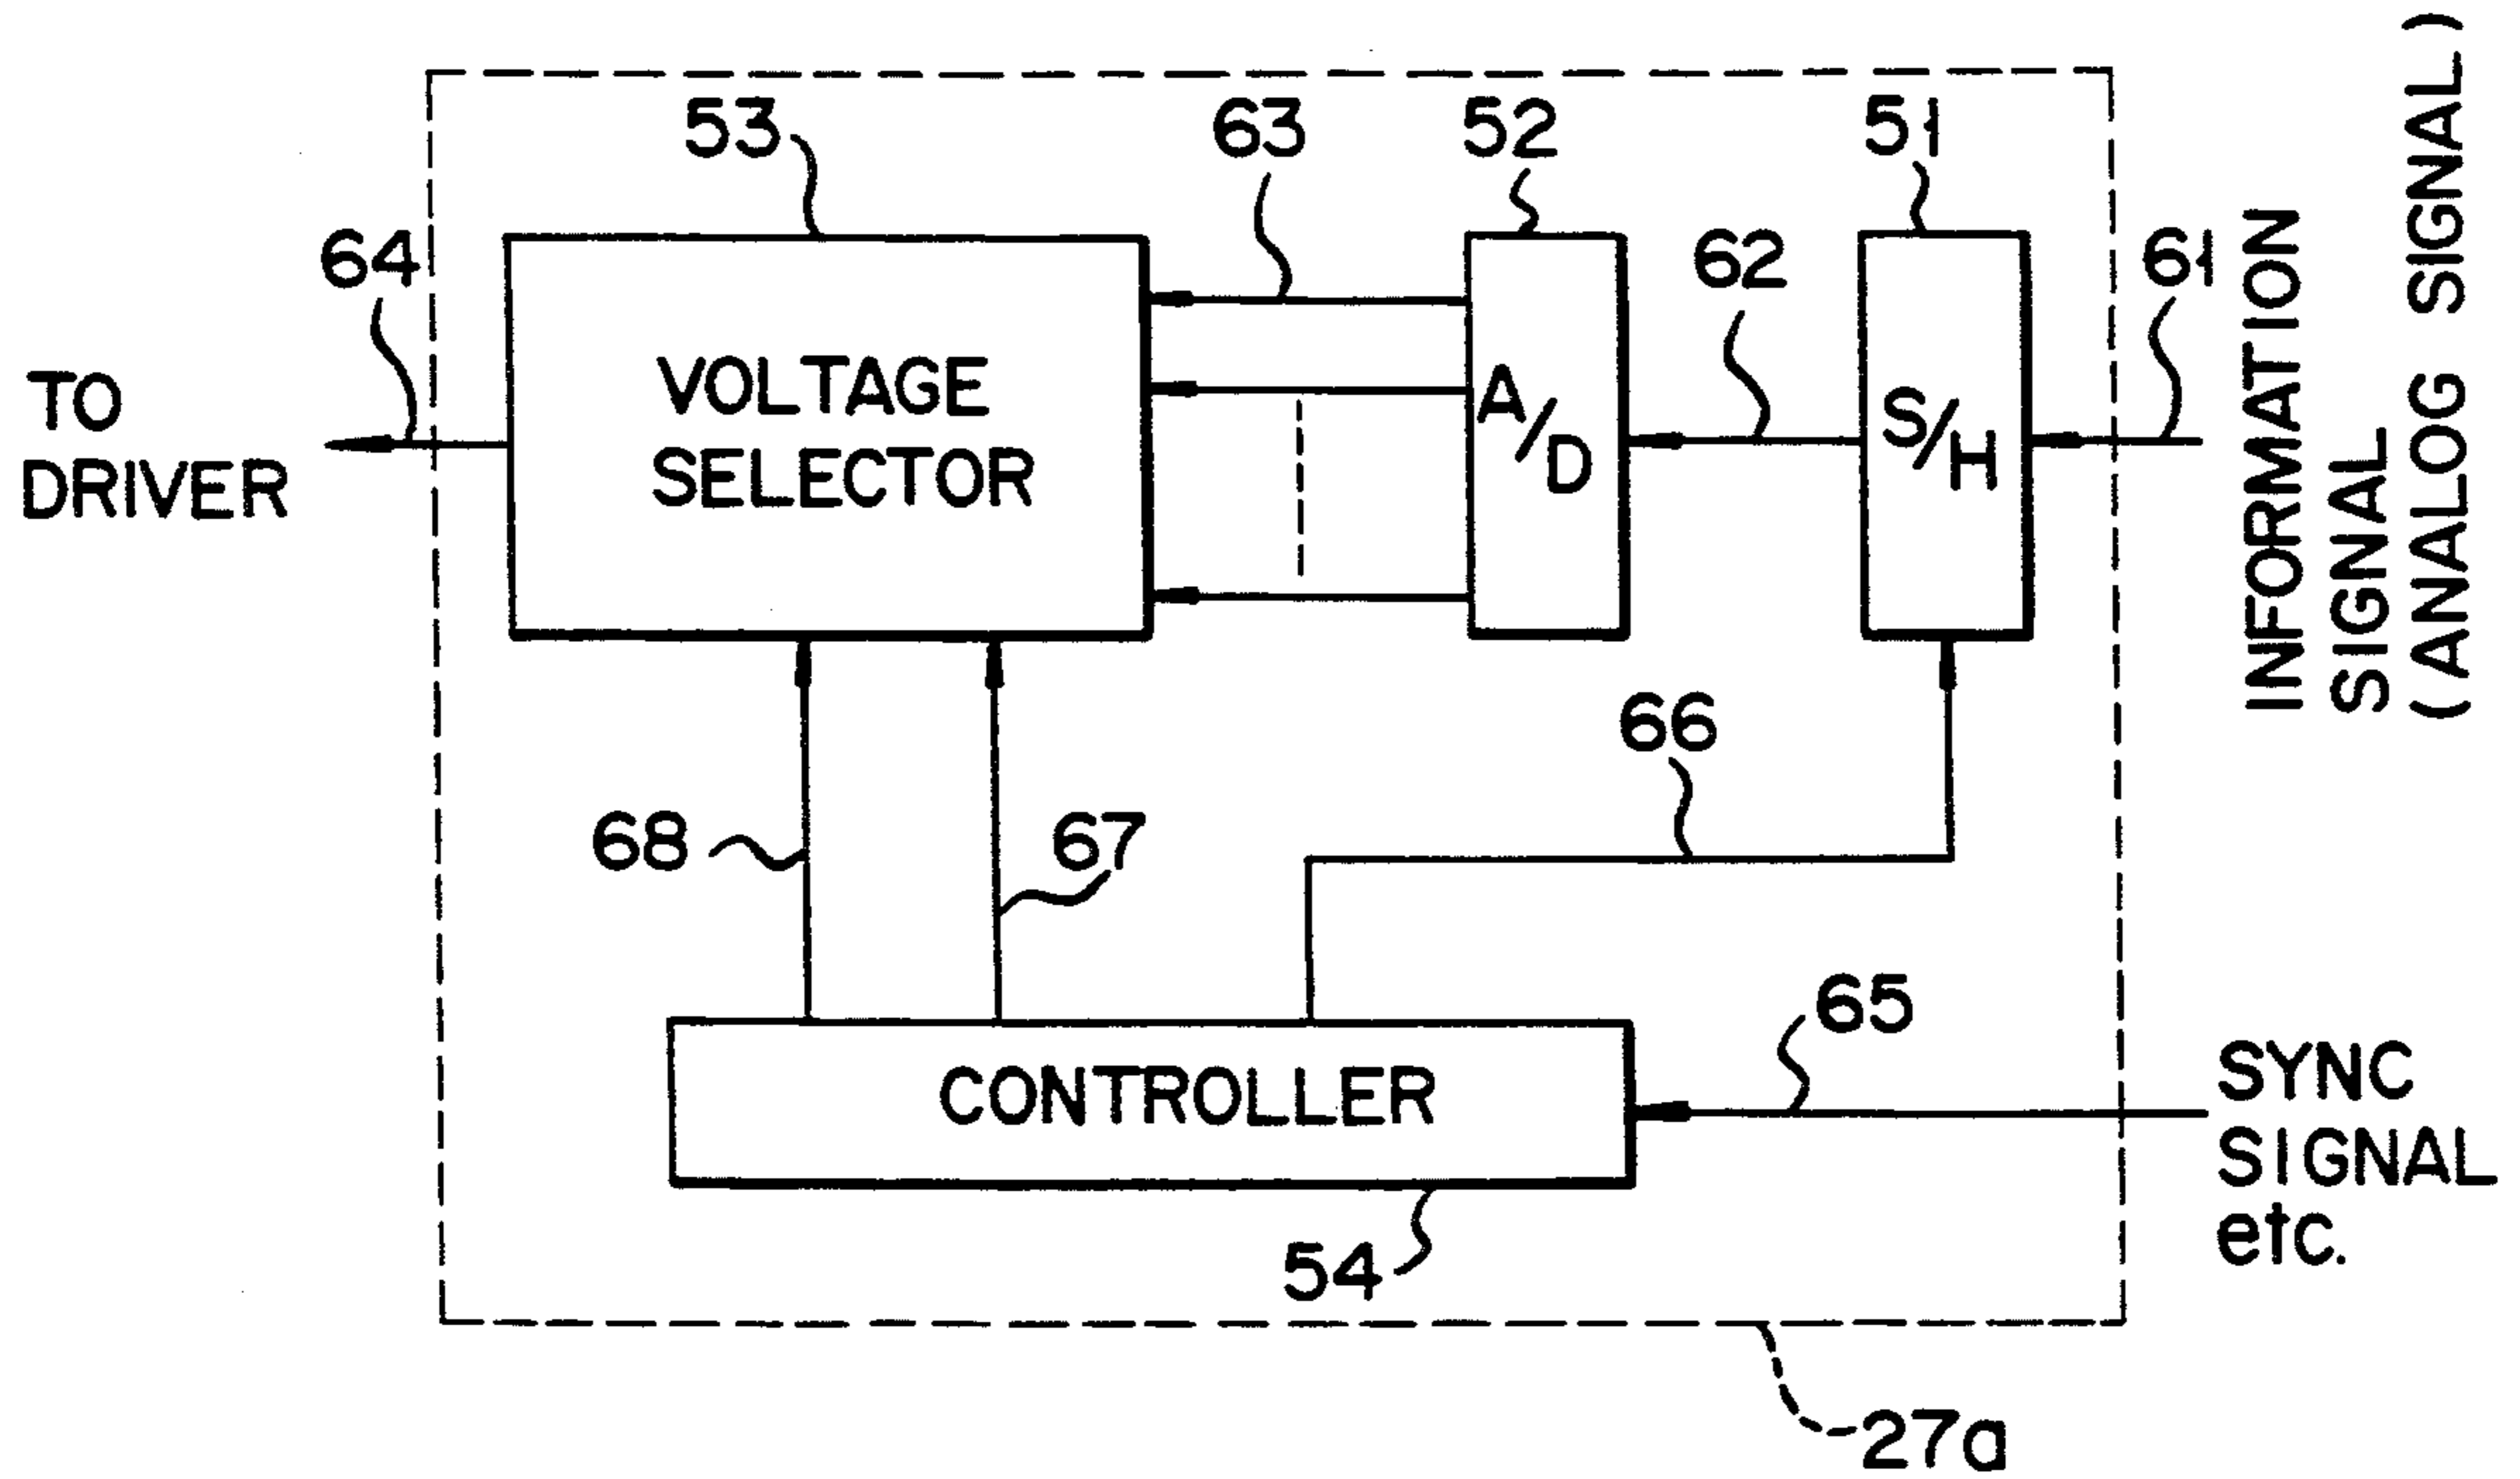 53
63
52
51
64
62
61
TO
DRIVER
VOLTAGE
SELECTOR
A/D
S/H
INFORMATION
SIGNAL
(ANALOG SIGNAL)
66
68
67
65
CONTROLLER
SYNC
SIGNAL
etc.
54
27a